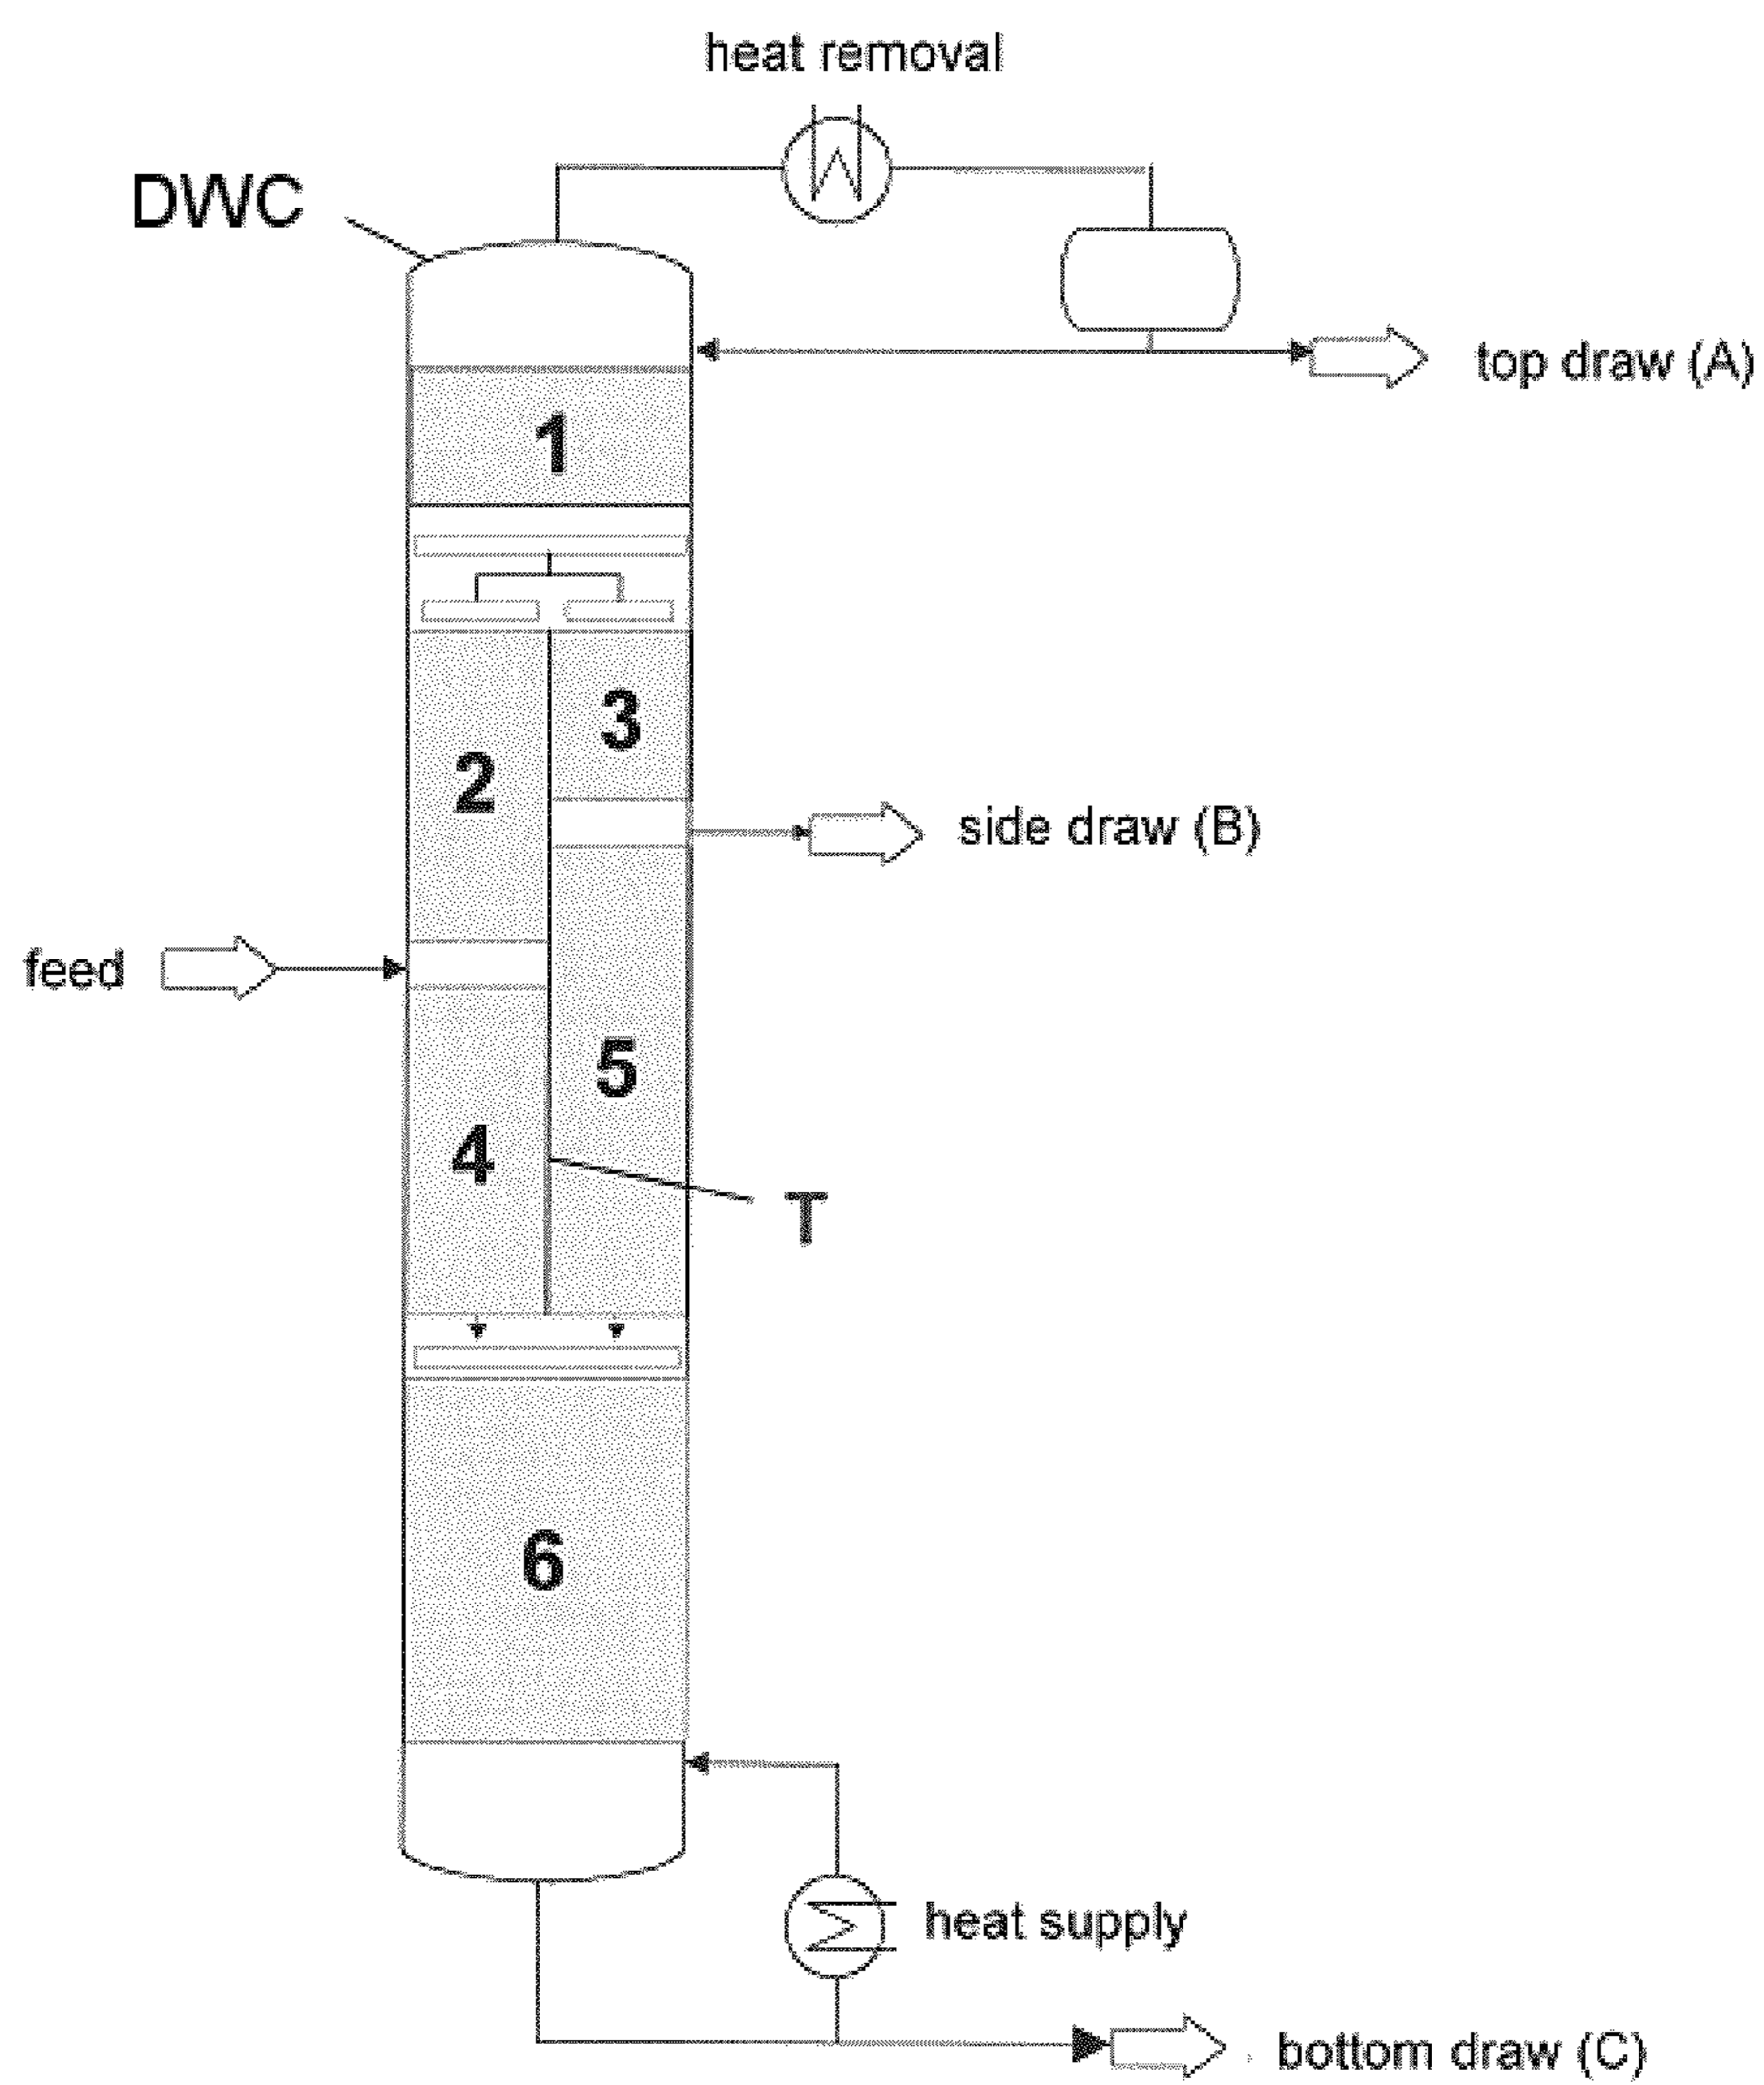 heat removal
DWC
top draw (A)
1
2
3
side draw (B)
feed
5
4
T
6
heat supply
bottom draw (C)